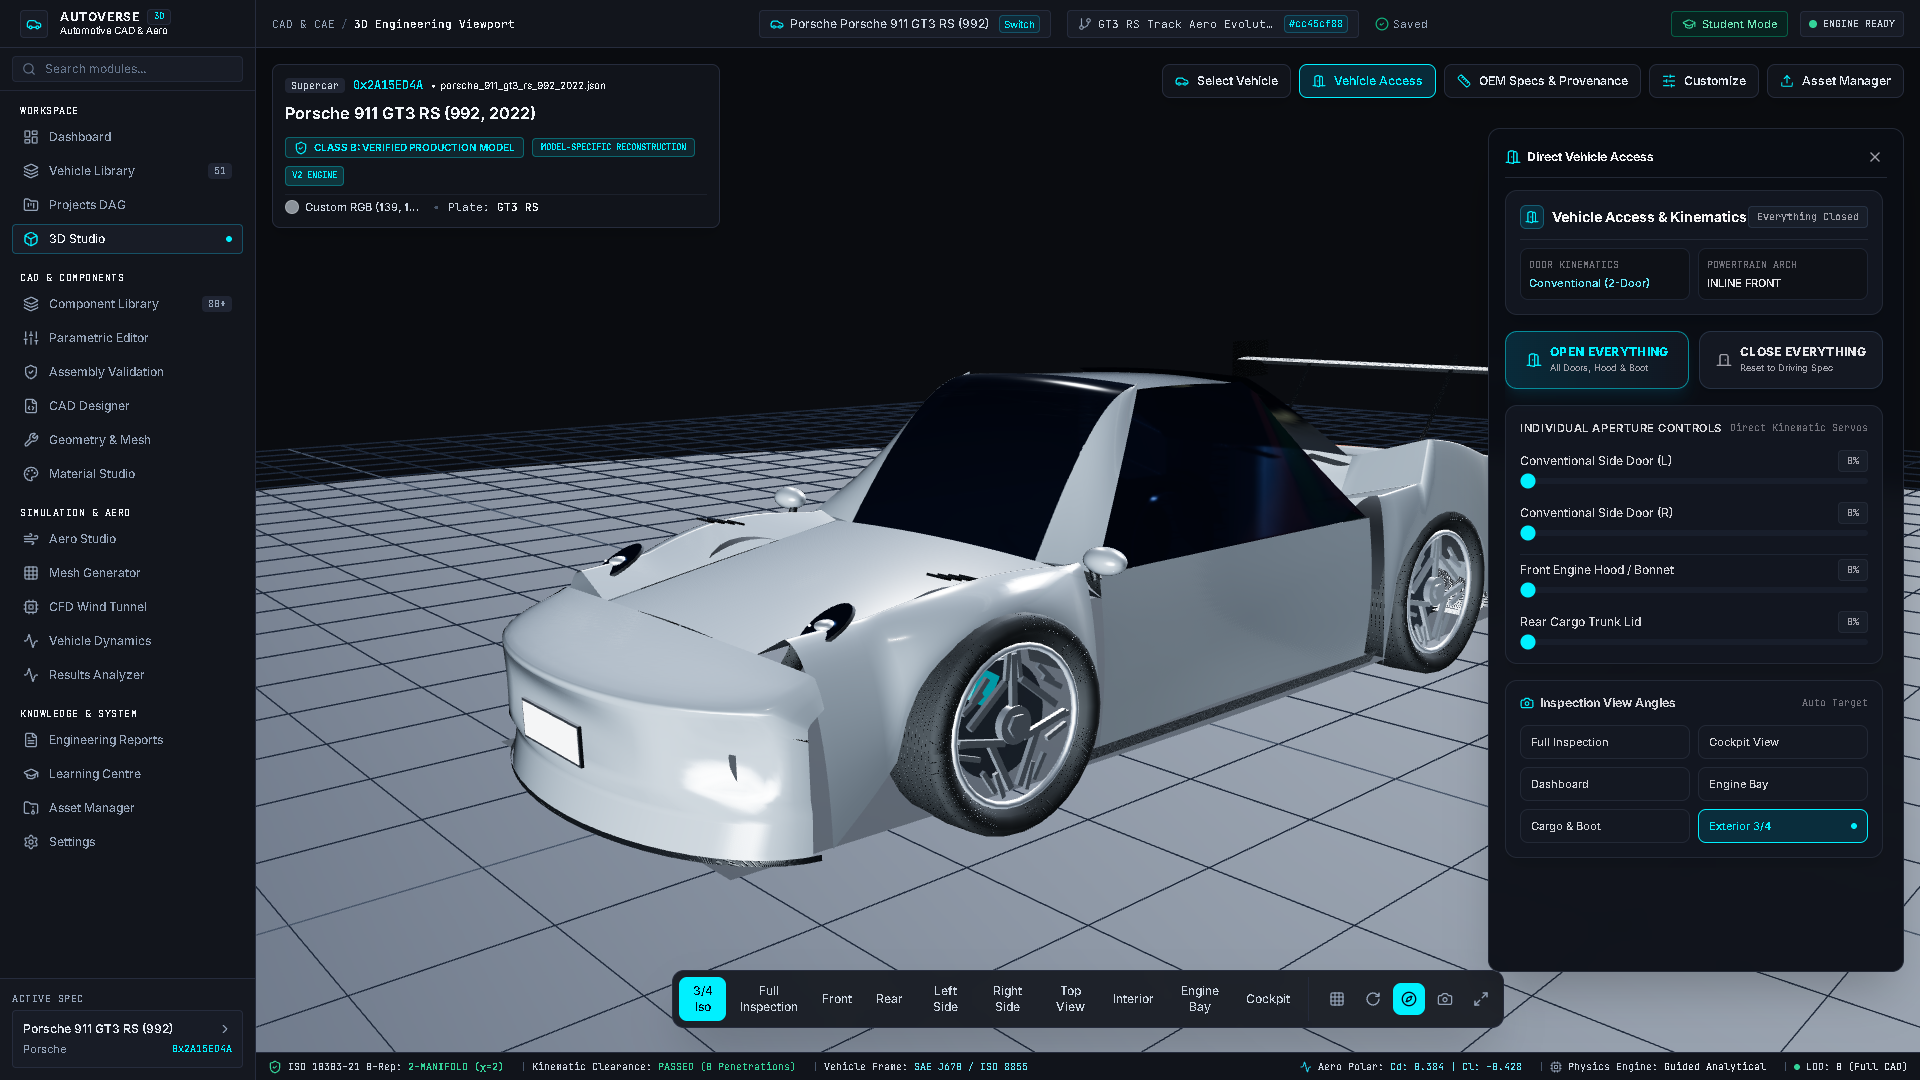 AUTOVERSE 3D
Automotive CAD & Aero
Search modules...
WORKSPACE
Dashboard
Vehicle Library 51
Projects DAG
3D Studio
CAD & COMPONENTS
Component Library 80+
Parametric Editor
Assembly Validation
CAD Designer
Geometry & Mesh
Material Studio
SIMULATION & AERO
Aero Studio
Mesh Generator
CFD Wind Tunnel
Vehicle Dynamics
Results Analyzer
KNOWLEDGE & SYSTEM
Engineering Reports
Learning Centre
Asset Manager
Settings
ACTIVE SPEC
Porsche 911 GT3 RS (992)
Porsche 0x2A15ED4A
CAD & CAE / 3D Engineering Viewport
Porsche Porsche 911 GT3 RS (992) Switch
GT3 RS Track Aero Evolut… #cc45cf88
Saved
Student Mode
ENGINE READY
Supercar 0x2A15ED4A • porsche_911_gt3_rs_992_2022.json
Porsche 911 GT3 RS (992, 2022)
CLASS B: VERIFIED PRODUCTION MODEL
MODEL-SPECIFIC RECONSTRUCTION
V2 ENGINE
Custom RGB (139, 1... • Plate: GT3 RS
Select Vehicle
Vehicle Access
OEM Specs & Provenance
Customize
Asset Manager
Direct Vehicle Access
Vehicle Access & Kinematics Everything Closed
DOOR KINEMATICS
Conventional (2-Door)
POWERTRAIN ARCH
INLINE FRONT
OPEN EVERYTHING
All Doors, Hood & Boot
CLOSE EVERYTHING
Reset to Driving Spec
INDIVIDUAL APERTURE CONTROLS Direct Kinematic Servos
Conventional Side Door (L) 0%
Conventional Side Door (R) 0%
Front Engine Hood / Bonnet 0%
Rear Cargo Trunk Lid 0%
Inspection View Angles Auto Target
Full Inspection
Cockpit View
Dashboard
Engine Bay
Cargo & Boot
Exterior 3/4
3/4 Iso
Full Inspection
Front
Rear
Left Side
Right Side
Top View
Interior
Engine Bay
Cockpit
ISO 10303-21 B-Rep: 2-MANIFOLD (χ=2) | Kinematic Clearance: PASSED (0 Penetrations) | Vehicle Frame: SAE J670 / ISO 8855
Aero Polar: Cd: 0.384 | Cl: -0.428 | Physics Engine: Guided Analytical | LOD: 0 (Full CAD)